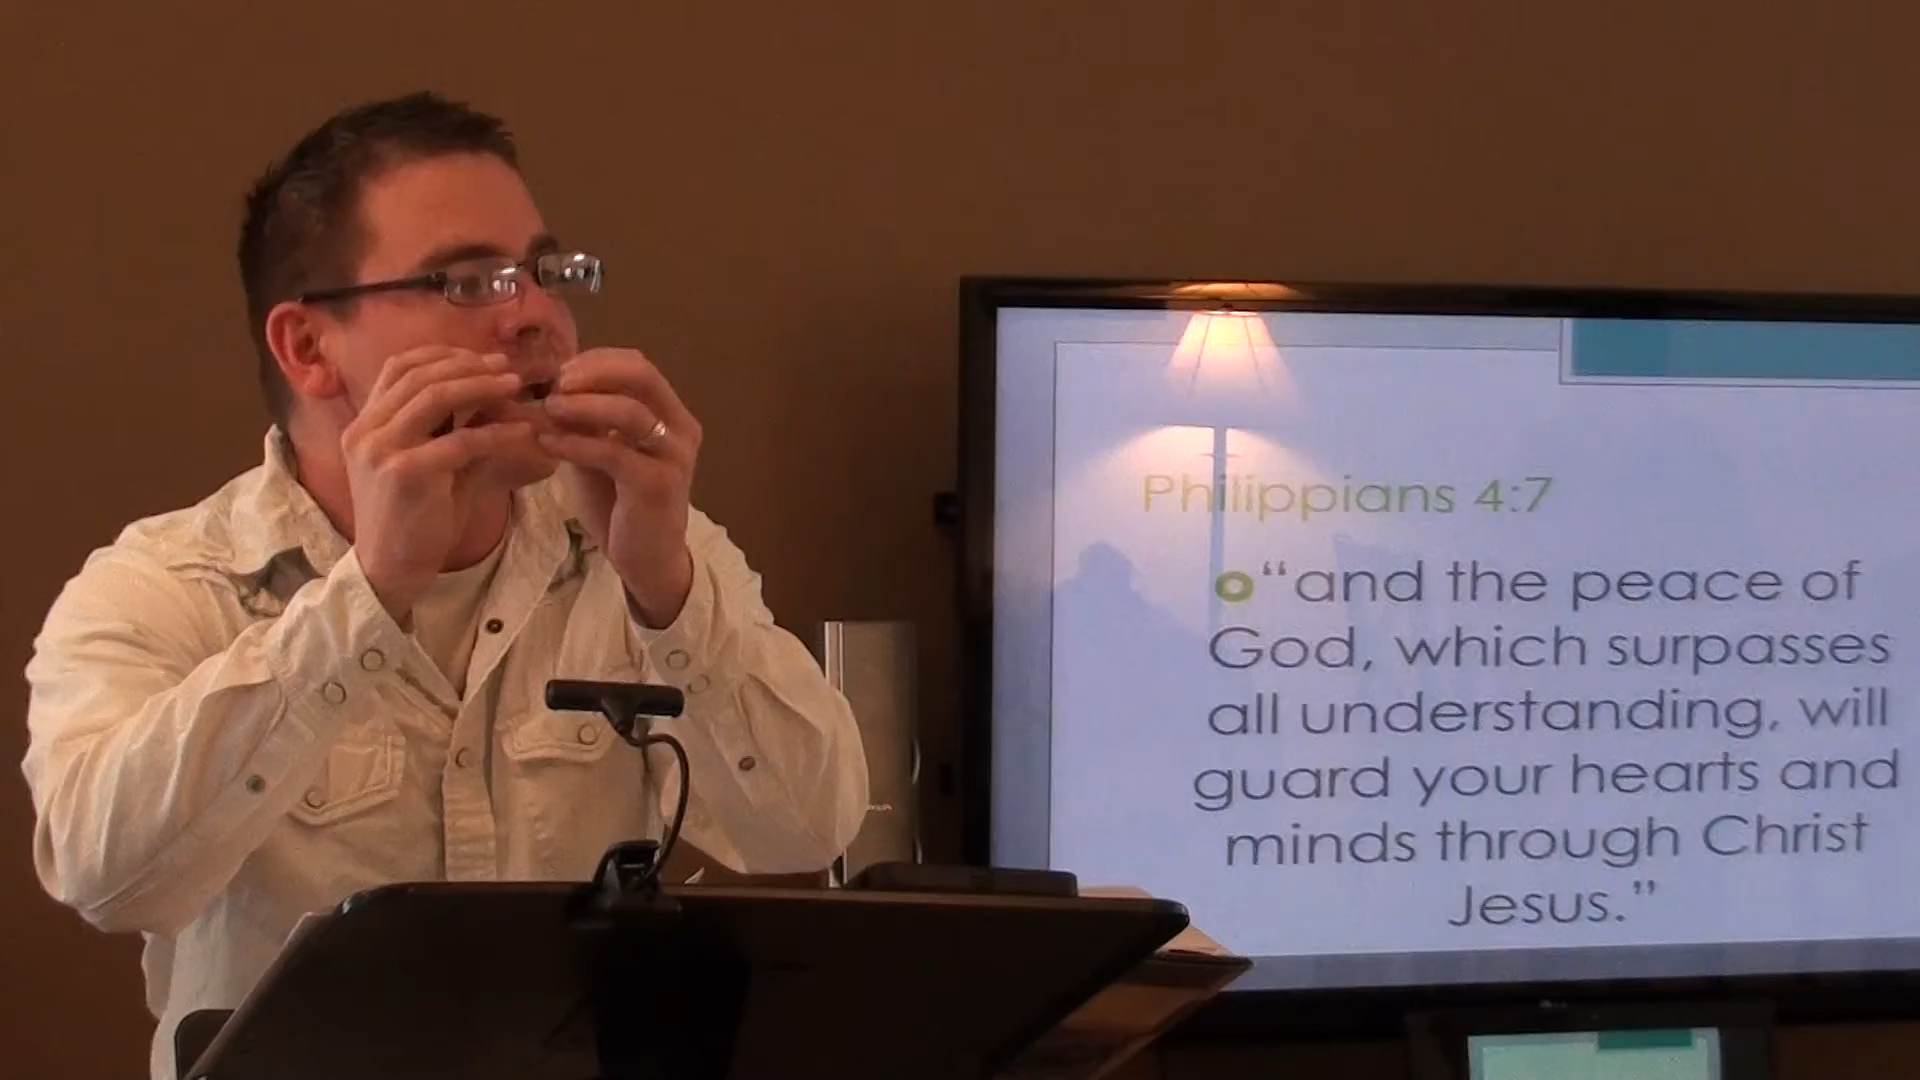 Philippians 4:7
“and the peace of
God, which surpasses
all understanding, will
guard your hearts and
minds through Christ
Jesus.”